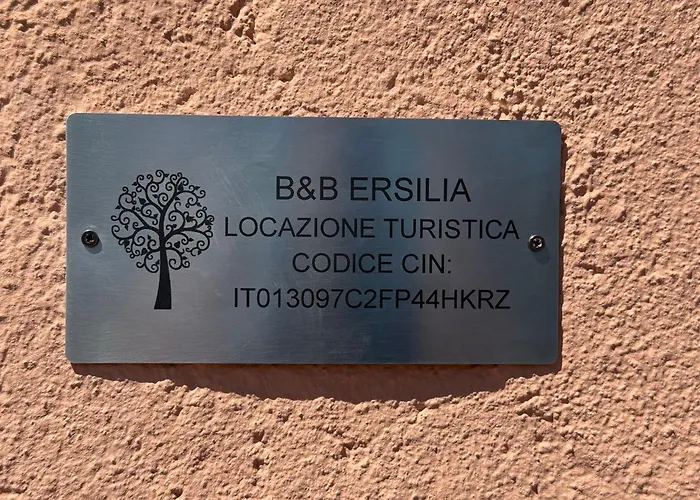 B&B ERSILIA
LOCAZIONE TURISTICA
CODICE CIN:
IT013097C2FP44HKRZ